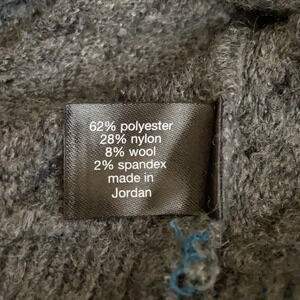 62% polyester
28% nylon
8% wool
2% spandex
made in
Jordan